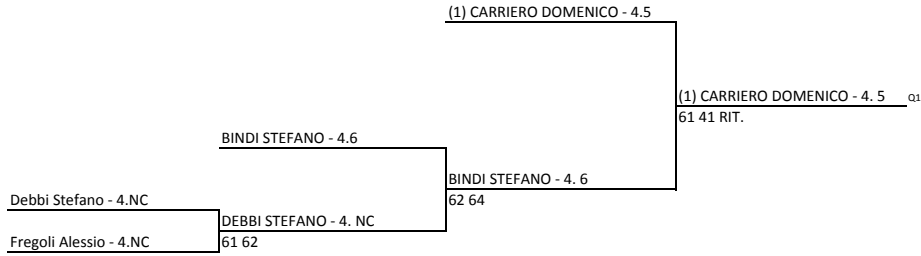 (1) CARRIERO DOMENICO - 4.5
(1) CARRIERO DOMENICO - 4. 5 Q1
61 41 RIT.
BINDI STEFANO - 4.6
BINDI STEFANO - 4. 6
62 64
Debbi Stefano - 4.NC
DEBBI STEFANO - 4. NC
61 62
Fregoli Alessio - 4.NC